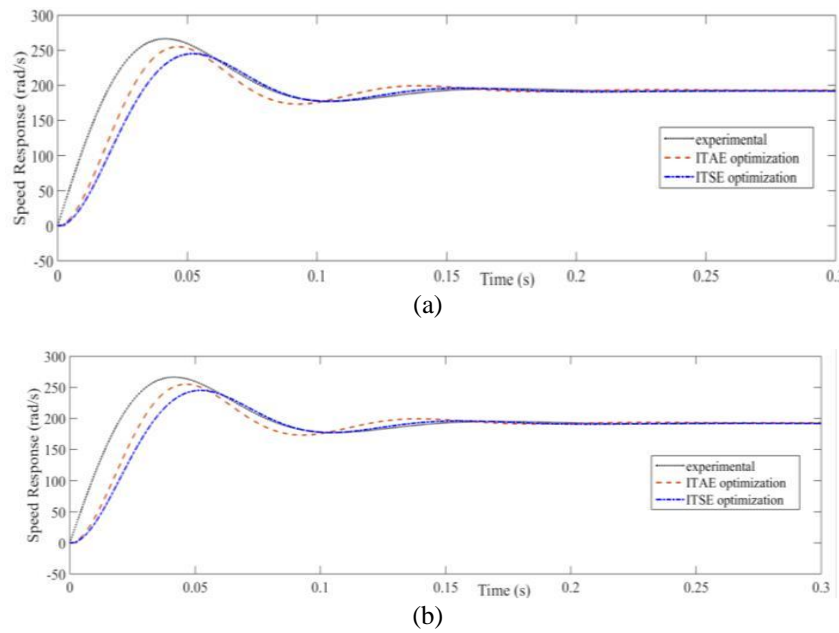 300
250
200
150
100
50
0
-50
Speed Response (rad/s)
experimental
ITAE optimization
ITSE optimization
0 0.05 0.1 0.15 0.2 0.25 0.3
Time (s)
(a)
300
250
200
150
100
50
0
-50
Speed Response (rad/s)
experimental
ITAE optimization
ITSE optimization
0 0.05 0.1 0.15 0.2 0.25 0.3
Time (s)
(b)